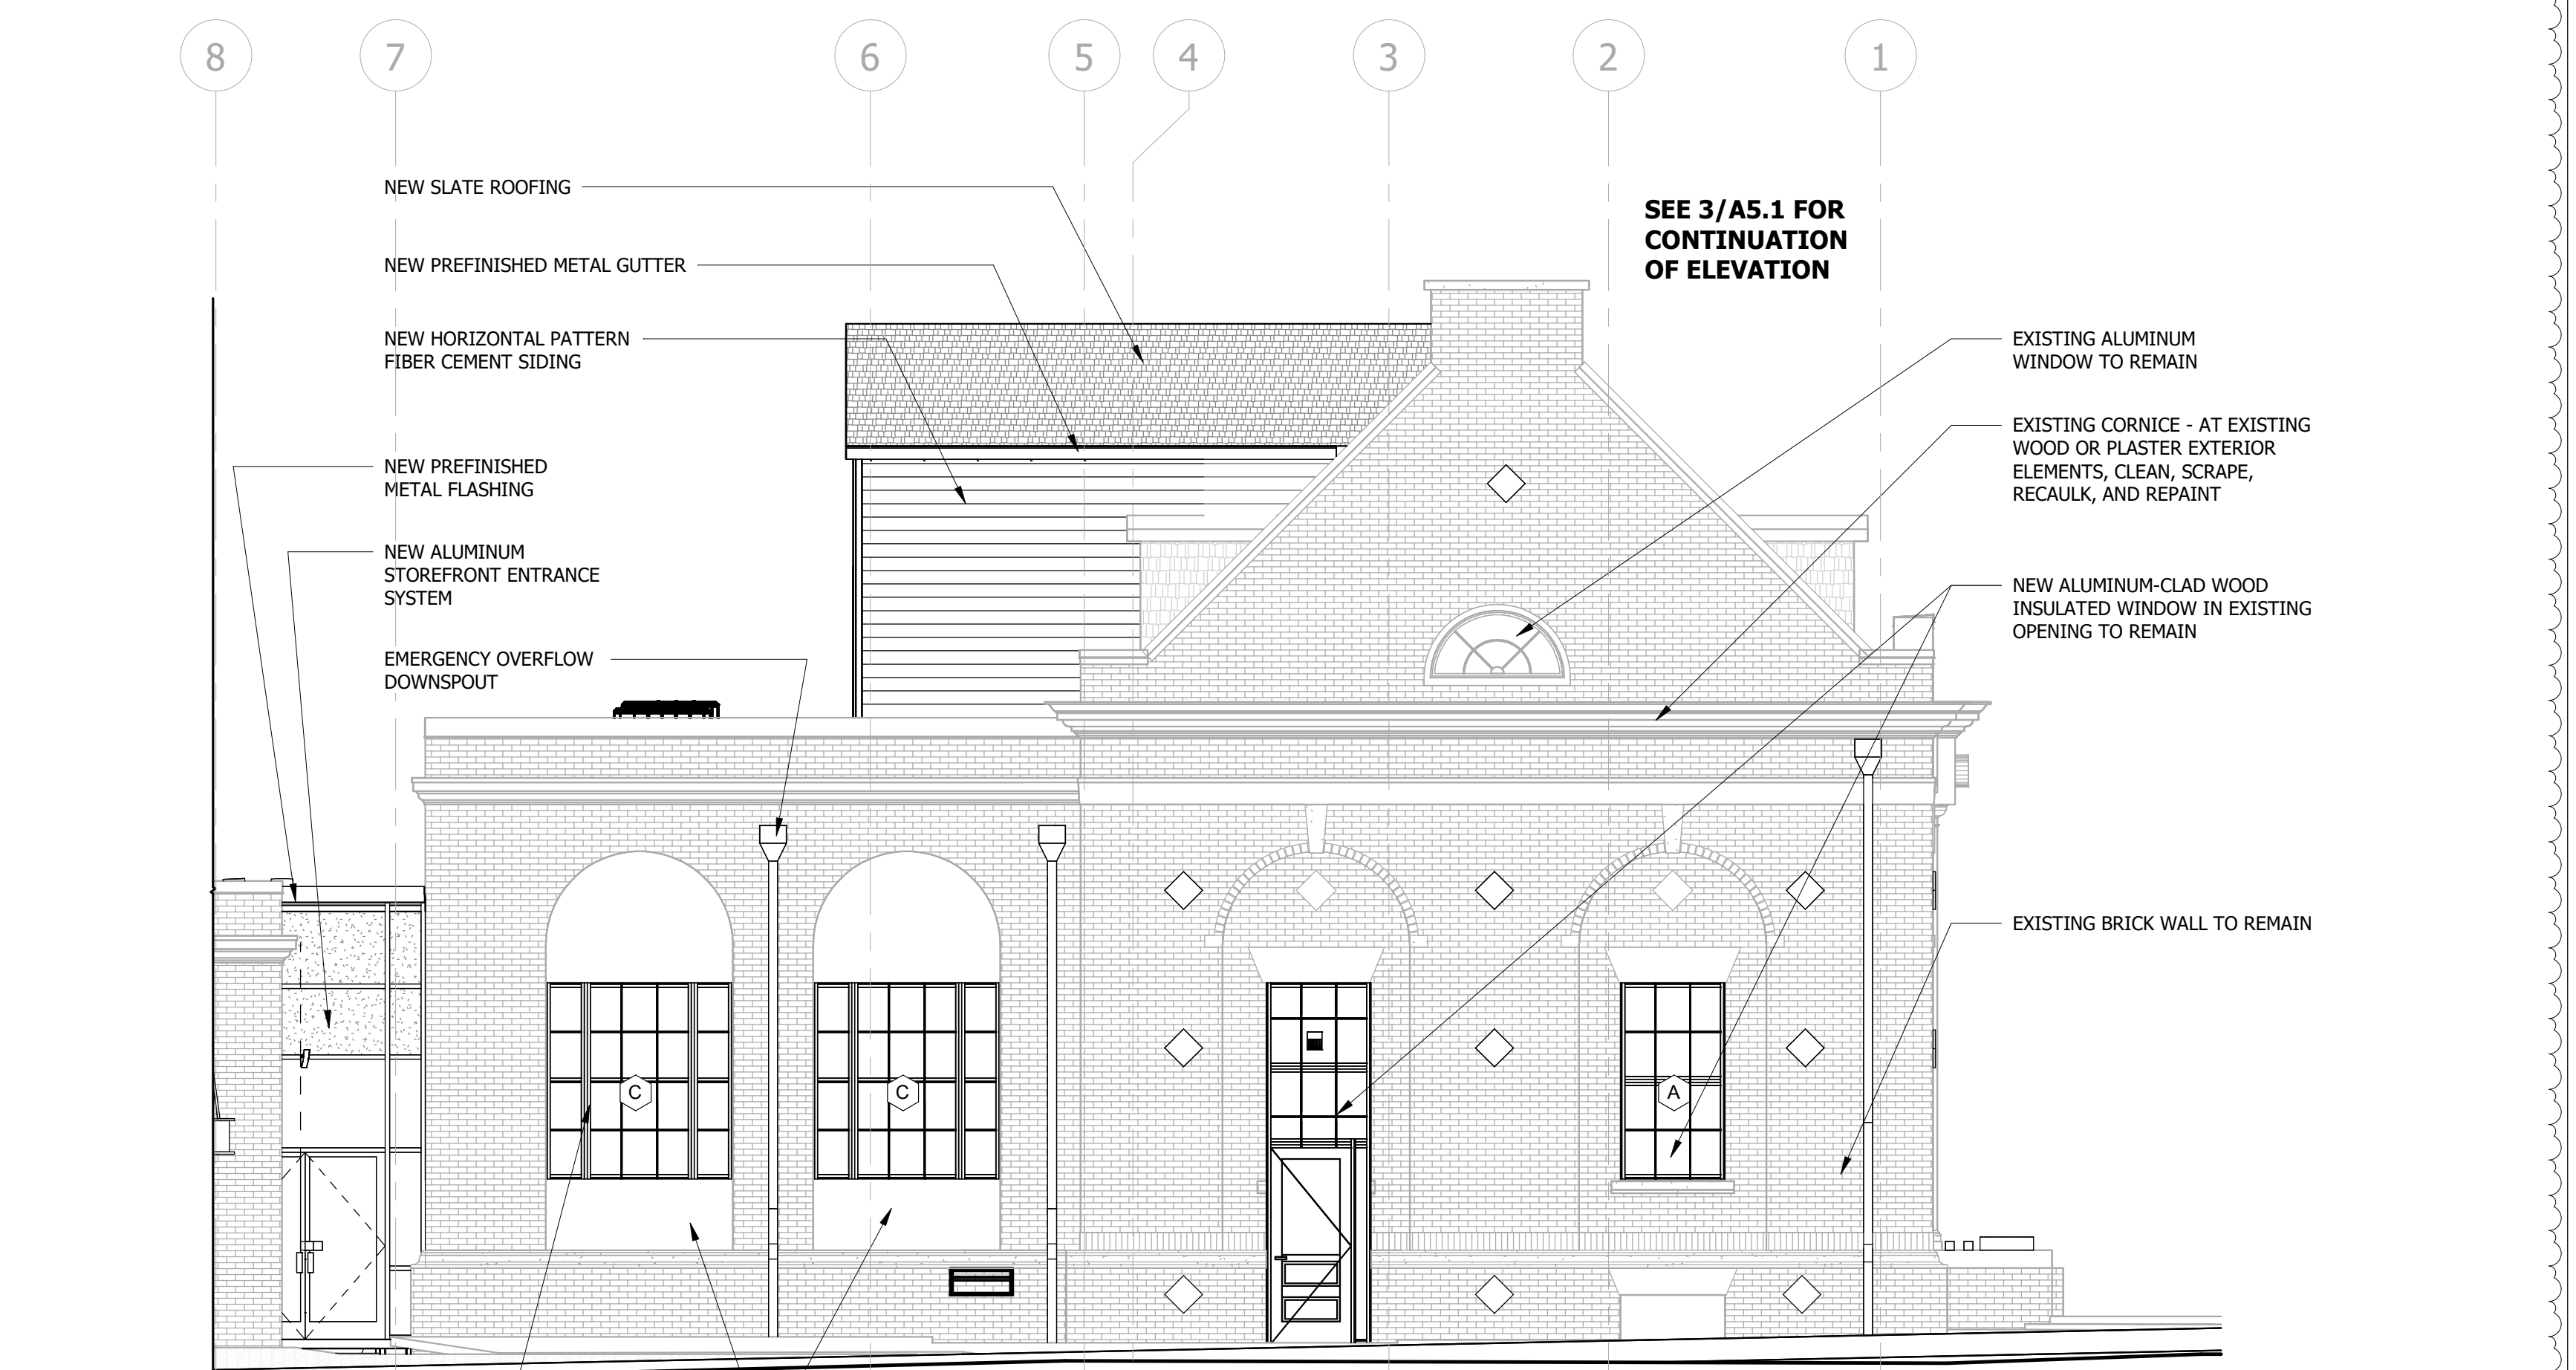 8
7
6
5
4
3
2
1
NEW SLATE ROOFING
SEE 3/A5.1 FOR
CONTINUATION
OF ELEVATION
NEW PREFINISHED METAL GUTTER
NEW HORIZONTAL PATTERN
FIBER CEMENT SIDING
EXISTING ALUMINUM
WINDOW TO REMAIN
EXISTING CORNICE - AT EXISTING
WOOD OR PLASTER EXTERIOR
ELEMENTS, CLEAN, SCRAPE,
RECAULK, AND REPAINT
NEW PREFINISHED
METAL FLASHING
NEW ALUMINUM
STOREFRONT ENTRANCE
SYSTEM
NEW ALUMINUM-CLAD WOOD
INSULATED WINDOW IN EXISTING
OPENING TO REMAIN
EMERGENCY OVERFLOW
DOWNSPOUT
EXISTING BRICK WALL TO REMAIN
C
C
A